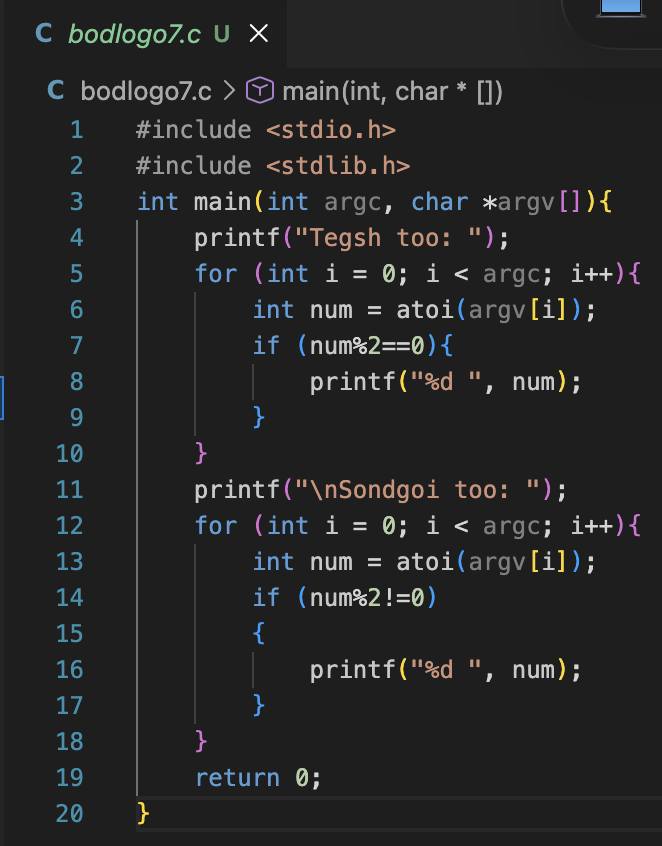 C bodlogo7.c U ×
C bodlogo7.c > main(int, char * [])
1 #include <stdio.h>
2 #include <stdlib.h>
3 int main(int argc, char *argv[]){
4     printf("Tegsh too: ");
5     for (int i = 0; i < argc; i++){
6         int num = atoi(argv[i]);
7         if (num%2==0){
8             printf("%d ", num);
9         }
10     }
11     printf("\nSondgoi too: ");
12     for (int i = 0; i < argc; i++){
13         int num = atoi(argv[i]);
14         if (num%2!=0)
15         {
16             printf("%d ", num);
17         }
18     }
19     return 0;
20 }